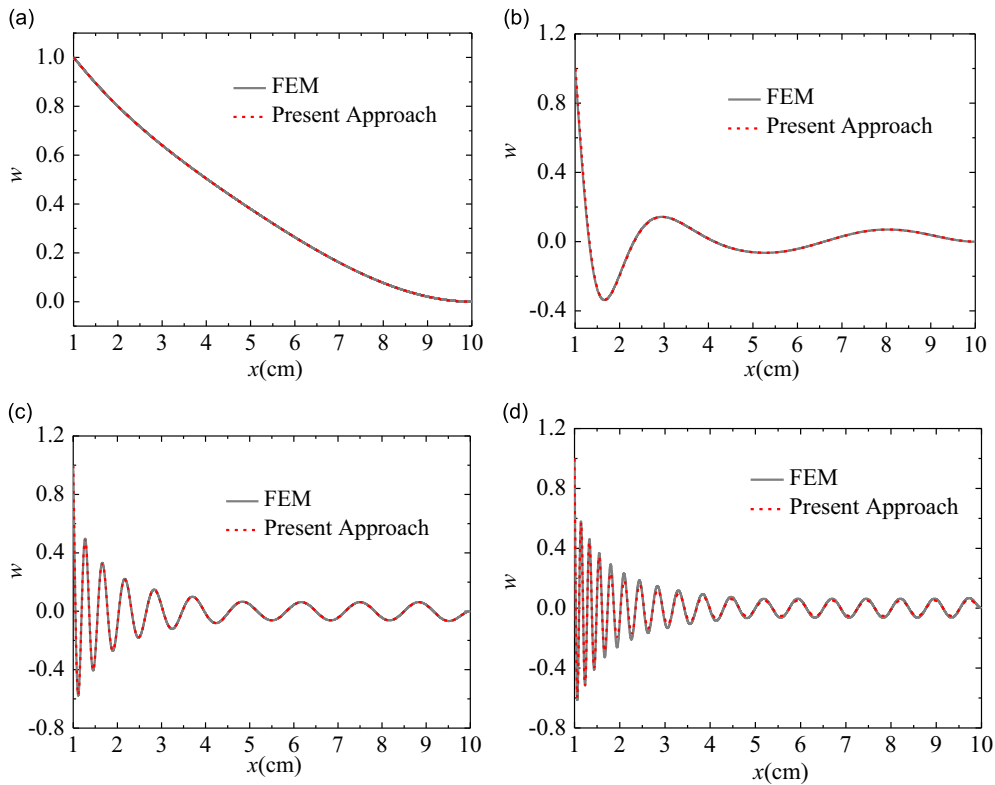 (a)
1.0
0.8
0.6
0.4
0.2
0.0
w
FEM
Present Approach
1 2 3 4 5 6 7 8 9 10
x(cm)
(b)
1.2
0.8
0.4
0.0
-0.4
w
FEM
Present Approach
1 2 3 4 5 6 7 8 9 10
x(cm)
(c)
1.2
0.8
0.4
0.0
-0.4
-0.8
w
FEM
Present Approach
1 2 3 4 5 6 7 8 9 10
x(cm)
(d)
1.2
0.8
0.4
0.0
-0.4
-0.8
w
FEM
Present Approach
1 2 3 4 5 6 7 8 9 10
x(cm)